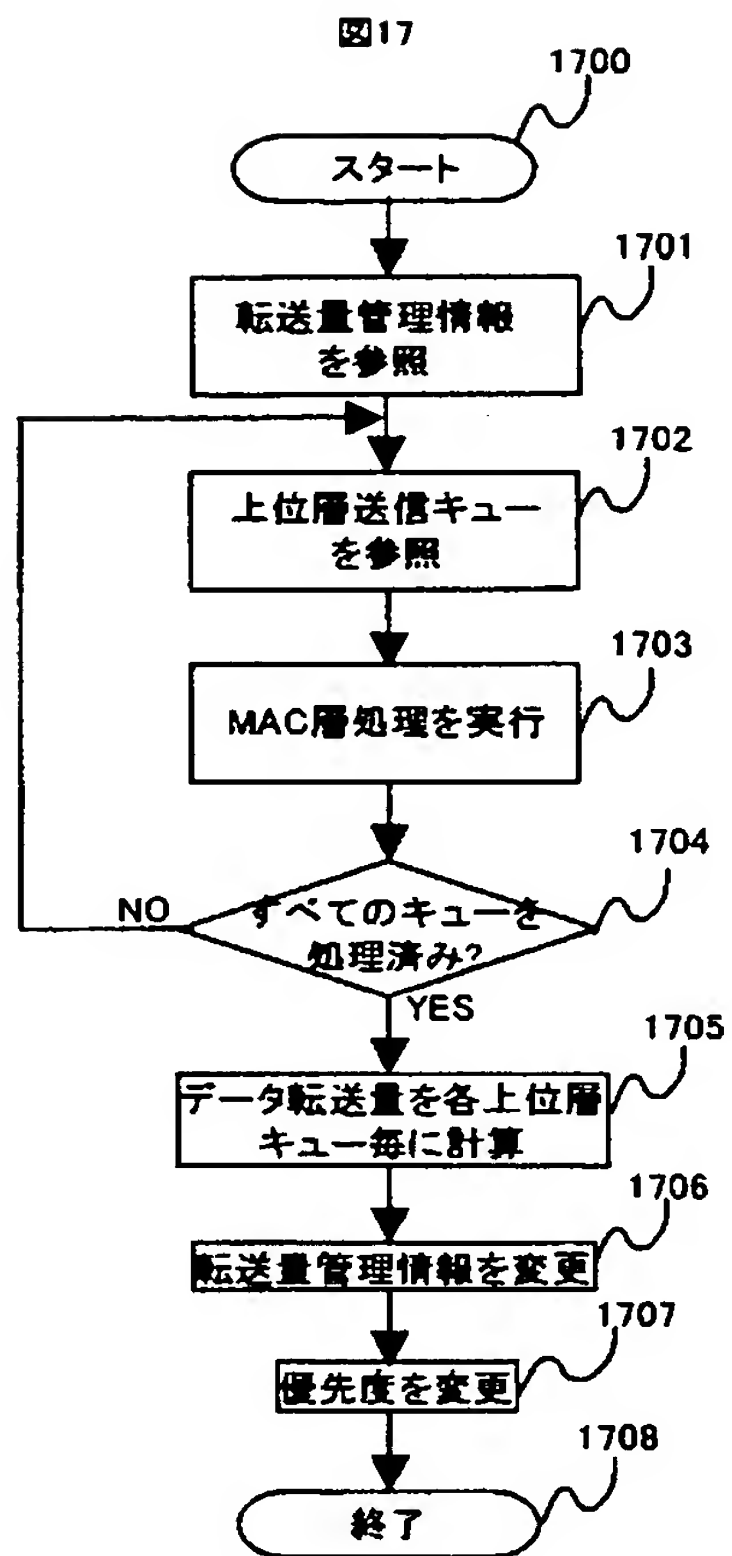 図17
1700
スタート
1701
転送量管理情報
を参照
1702
上位層送信キュー
を参照
1703
MAC層処理を実行
1704
NO
すべてのキューを
処理済み?
YES
1705
データ転送量を各上位層
キュー毎に計算
1706
転送量管理情報を変更
1707
優先度を変更
1708
終了